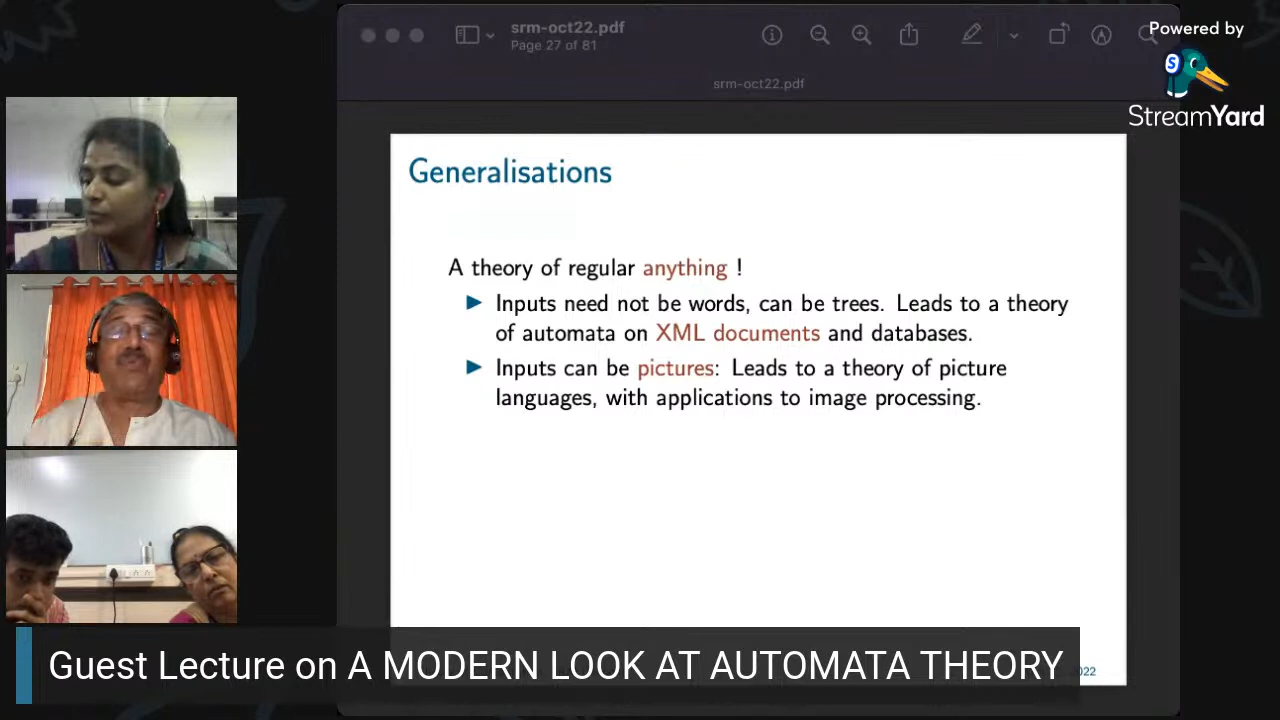 srm-oct22.pdf
Page 27 of 81
Powered by
S
StreamYard
srm-oct22.pdf
Generalisations
A theory of regular anything !
Inputs need not be words, can be trees. Leads to a theory
of automata on XML documents and databases.
Inputs can be pictures: Leads to a theory of picture
languages, with applications to image processing.
Guest Lecture on A MODERN LOOK AT AUTOMATA THEORY